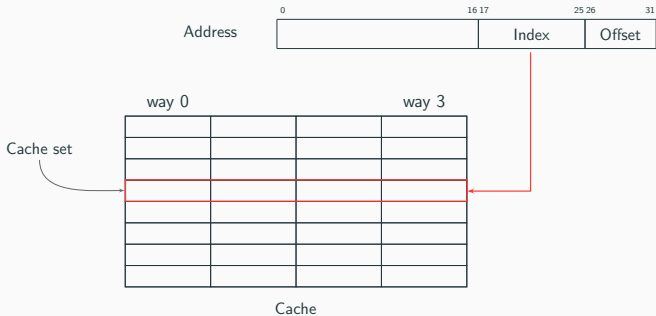 0 16 17 25 26 31
Address Index Offset
way 0 way 3
Cache set
Cache